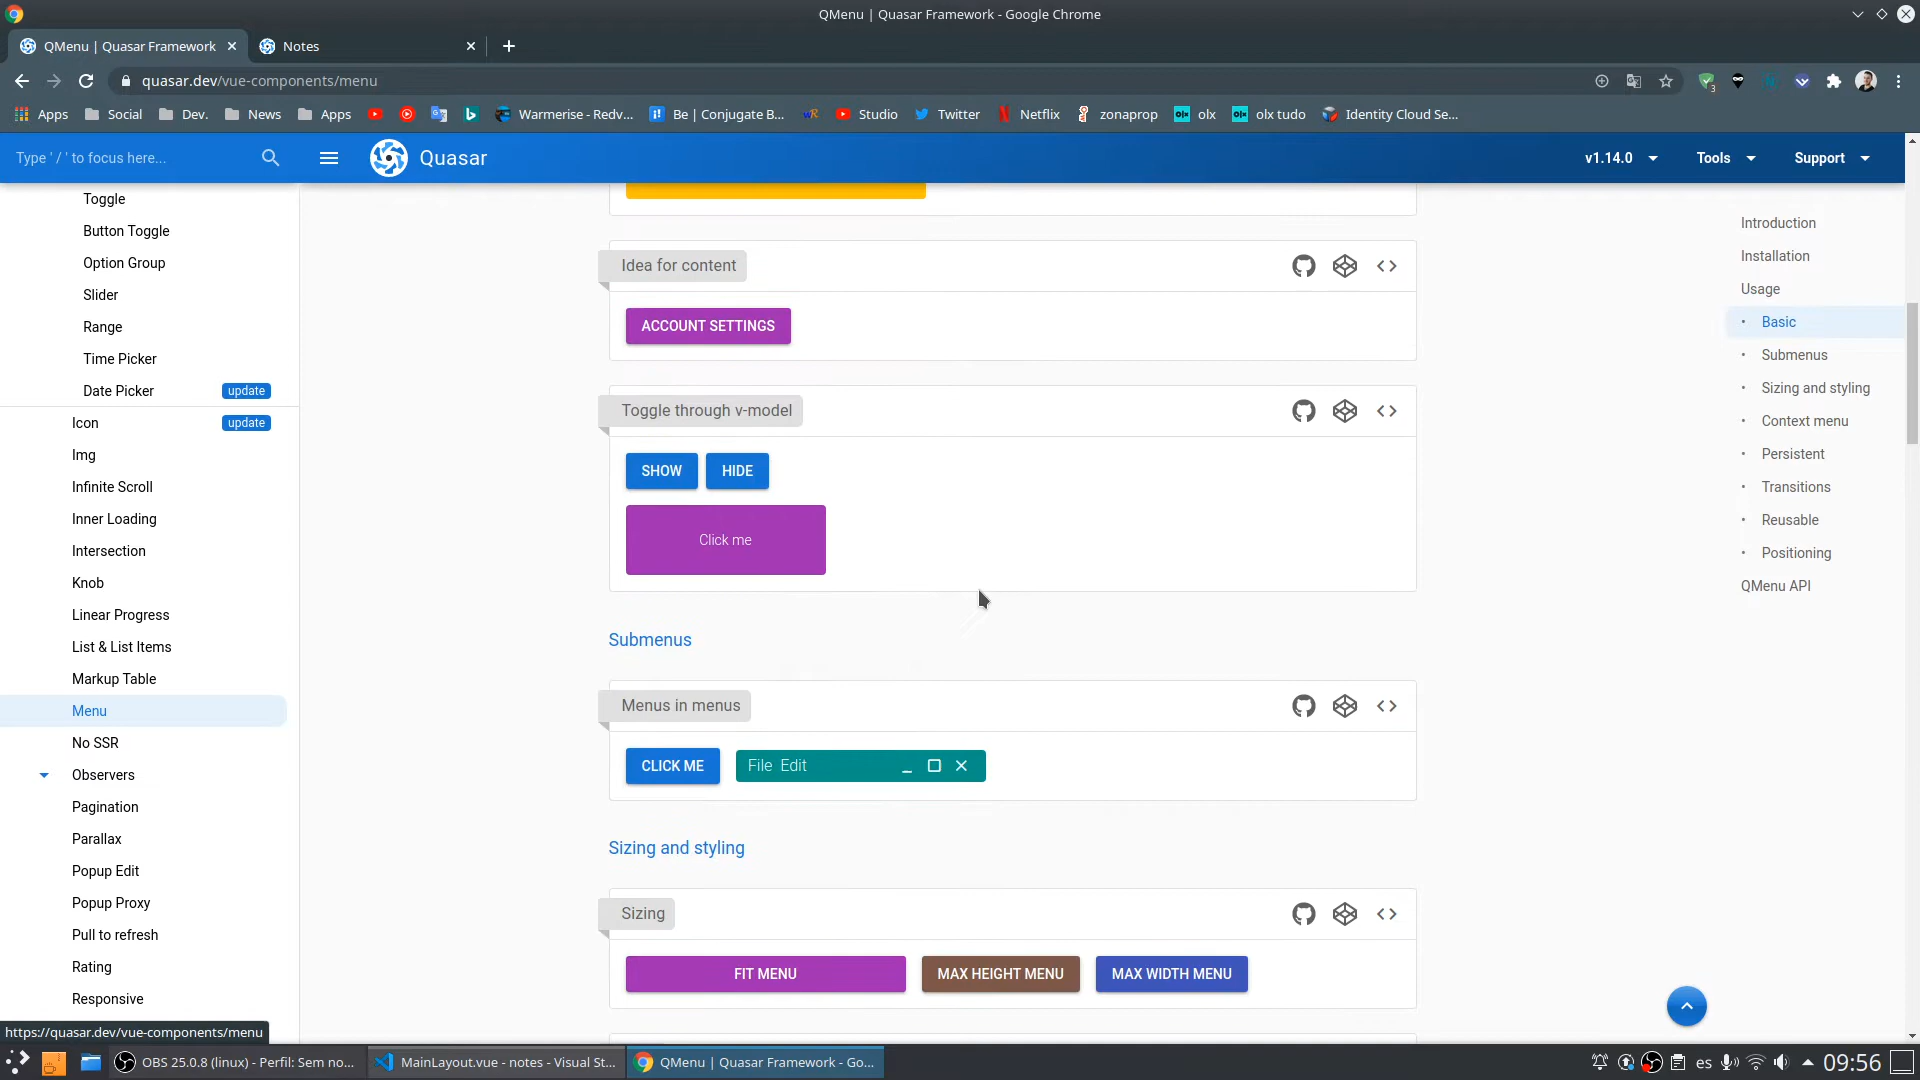 QMenu | Quasar Framework - Google Chrome
QMenu | Quasar Framework
Notes
quasar.dev/vue-components/menu
Apps
Social
Dev.
News
Apps
Warmerise - Redv...
Be | Conjugate B...
Studio
Twitter
Netflix
zonaprop
olx
olx tudo
Identity Cloud Se...
Type ' / ' to focus here...
Quasar
v1.14.0
Tools
Support
Toggle
Button Toggle
Option Group
Slider
Range
Time Picker
Date Picker update
Icon update
Img
Infinite Scroll
Inner Loading
Intersection
Knob
Linear Progress
List & List Items
Markup Table
Menu
No SSR
Observers
Pagination
Parallax
Popup Edit
Popup Proxy
Pull to refresh
Rating
Responsive
Idea for content
ACCOUNT SETTINGS
Toggle through v-model
SHOW
HIDE
Click me
Submenus
Menus in menus
CLICK ME
File Edit
Sizing and styling
Sizing
FIT MENU
MAX HEIGHT MENU
MAX WIDTH MENU
Introduction
Installation
Usage
Basic
Submenus
Sizing and styling
Context menu
Persistent
Transitions
Reusable
Positioning
QMenu API
https://quasar.dev/vue-components/menu
OBS 25.0.8 (linux) - Perfil: Sem no...
MainLayout.vue - notes - Visual St...
QMenu | Quasar Framework - Go...
es
09:56